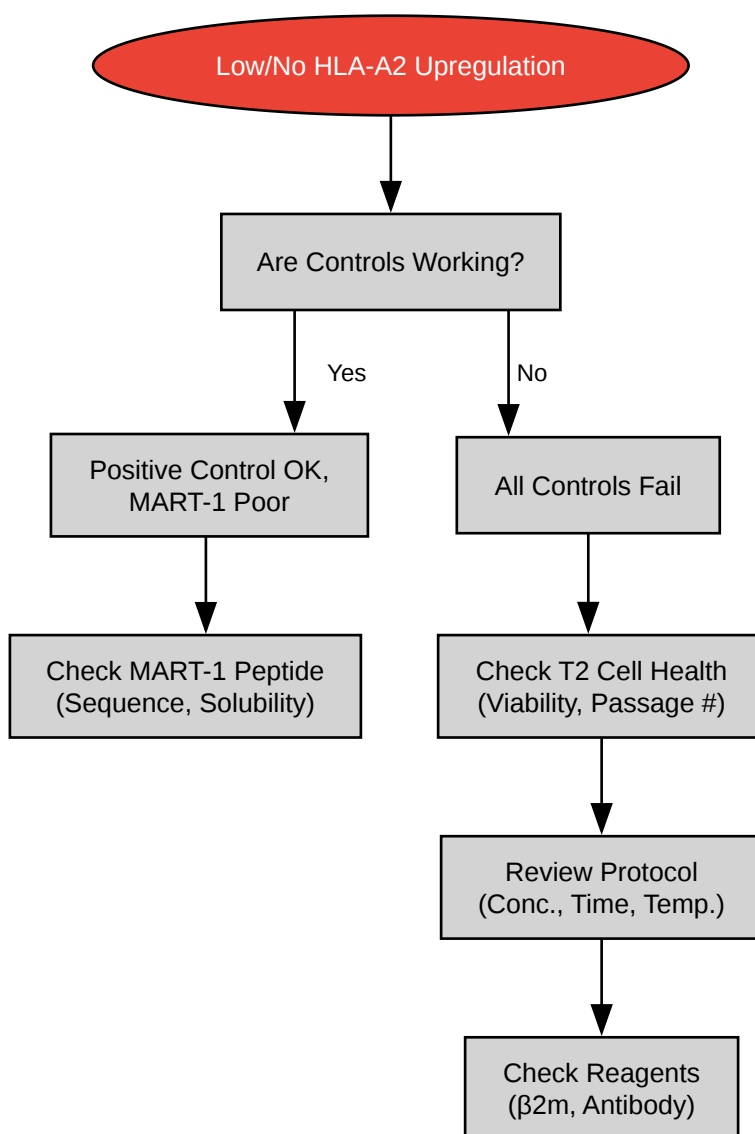 Low/No HLA-A2 Upregulation
Are Controls Working?
Yes
No
Positive Control OK,
MART-1 Poor
All Controls Fail
Check MART-1 Peptide
(Sequence, Solubility)
Check T2 Cell Health
(Viability, Passage #)
Review Protocol
(Conc., Time, Temp.)
Check Reagents
(β2m, Antibody)